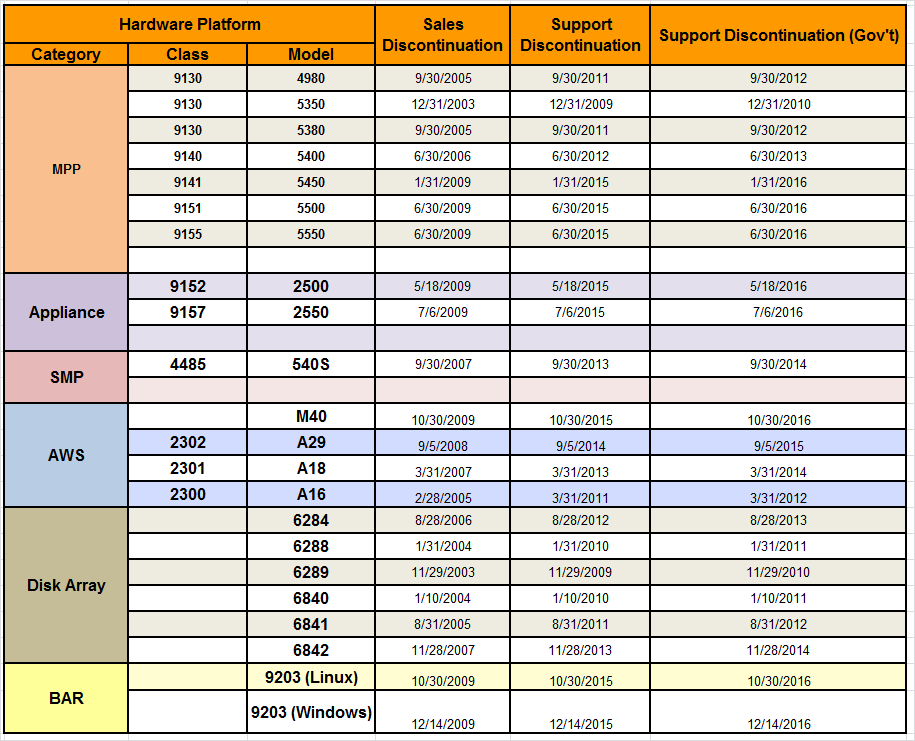 Hardware Platform Sales Discontinuation Support Discontinuation Support Discontinuation (Gov't)
Category Class Model
MPP
9130 4980 9/30/2005 9/30/2011 9/30/2012
9130 5350 12/31/2003 12/31/2009 12/31/2010
9130 5380 9/30/2005 9/30/2011 9/30/2012
9140 5400 6/30/2006 6/30/2012 6/30/2013
9141 5450 1/31/2009 1/31/2015 1/31/2016
9151 5500 6/30/2009 6/30/2015 6/30/2016
9155 5550 6/30/2009 6/30/2015 6/30/2016
Appliance
9152 2500 5/18/2009 5/18/2015 5/18/2016
9157 2550 7/6/2009 7/6/2015 7/6/2016
SMP
4485 540S 9/30/2007 9/30/2013 9/30/2014
AWS
M40 10/30/2009 10/30/2015 10/30/2016
2302 A29 9/5/2008 9/5/2014 9/5/2015
2301 A18 3/31/2007 3/31/2013 3/31/2014
2300 A16 2/28/2005 3/31/2011 3/31/2012
Disk Array
6284 8/28/2006 8/28/2012 8/28/2013
6288 1/31/2004 1/31/2010 1/31/2011
6289 11/29/2003 11/29/2009 11/29/2010
6840 1/10/2004 1/10/2010 1/10/2011
6841 8/31/2005 8/31/2011 8/31/2012
6842 11/28/2007 11/28/2013 11/28/2014
BAR
9203 (Linux) 10/30/2009 10/30/2015 10/30/2016
9203 (Windows) 12/14/2009 12/14/2015 12/14/2016